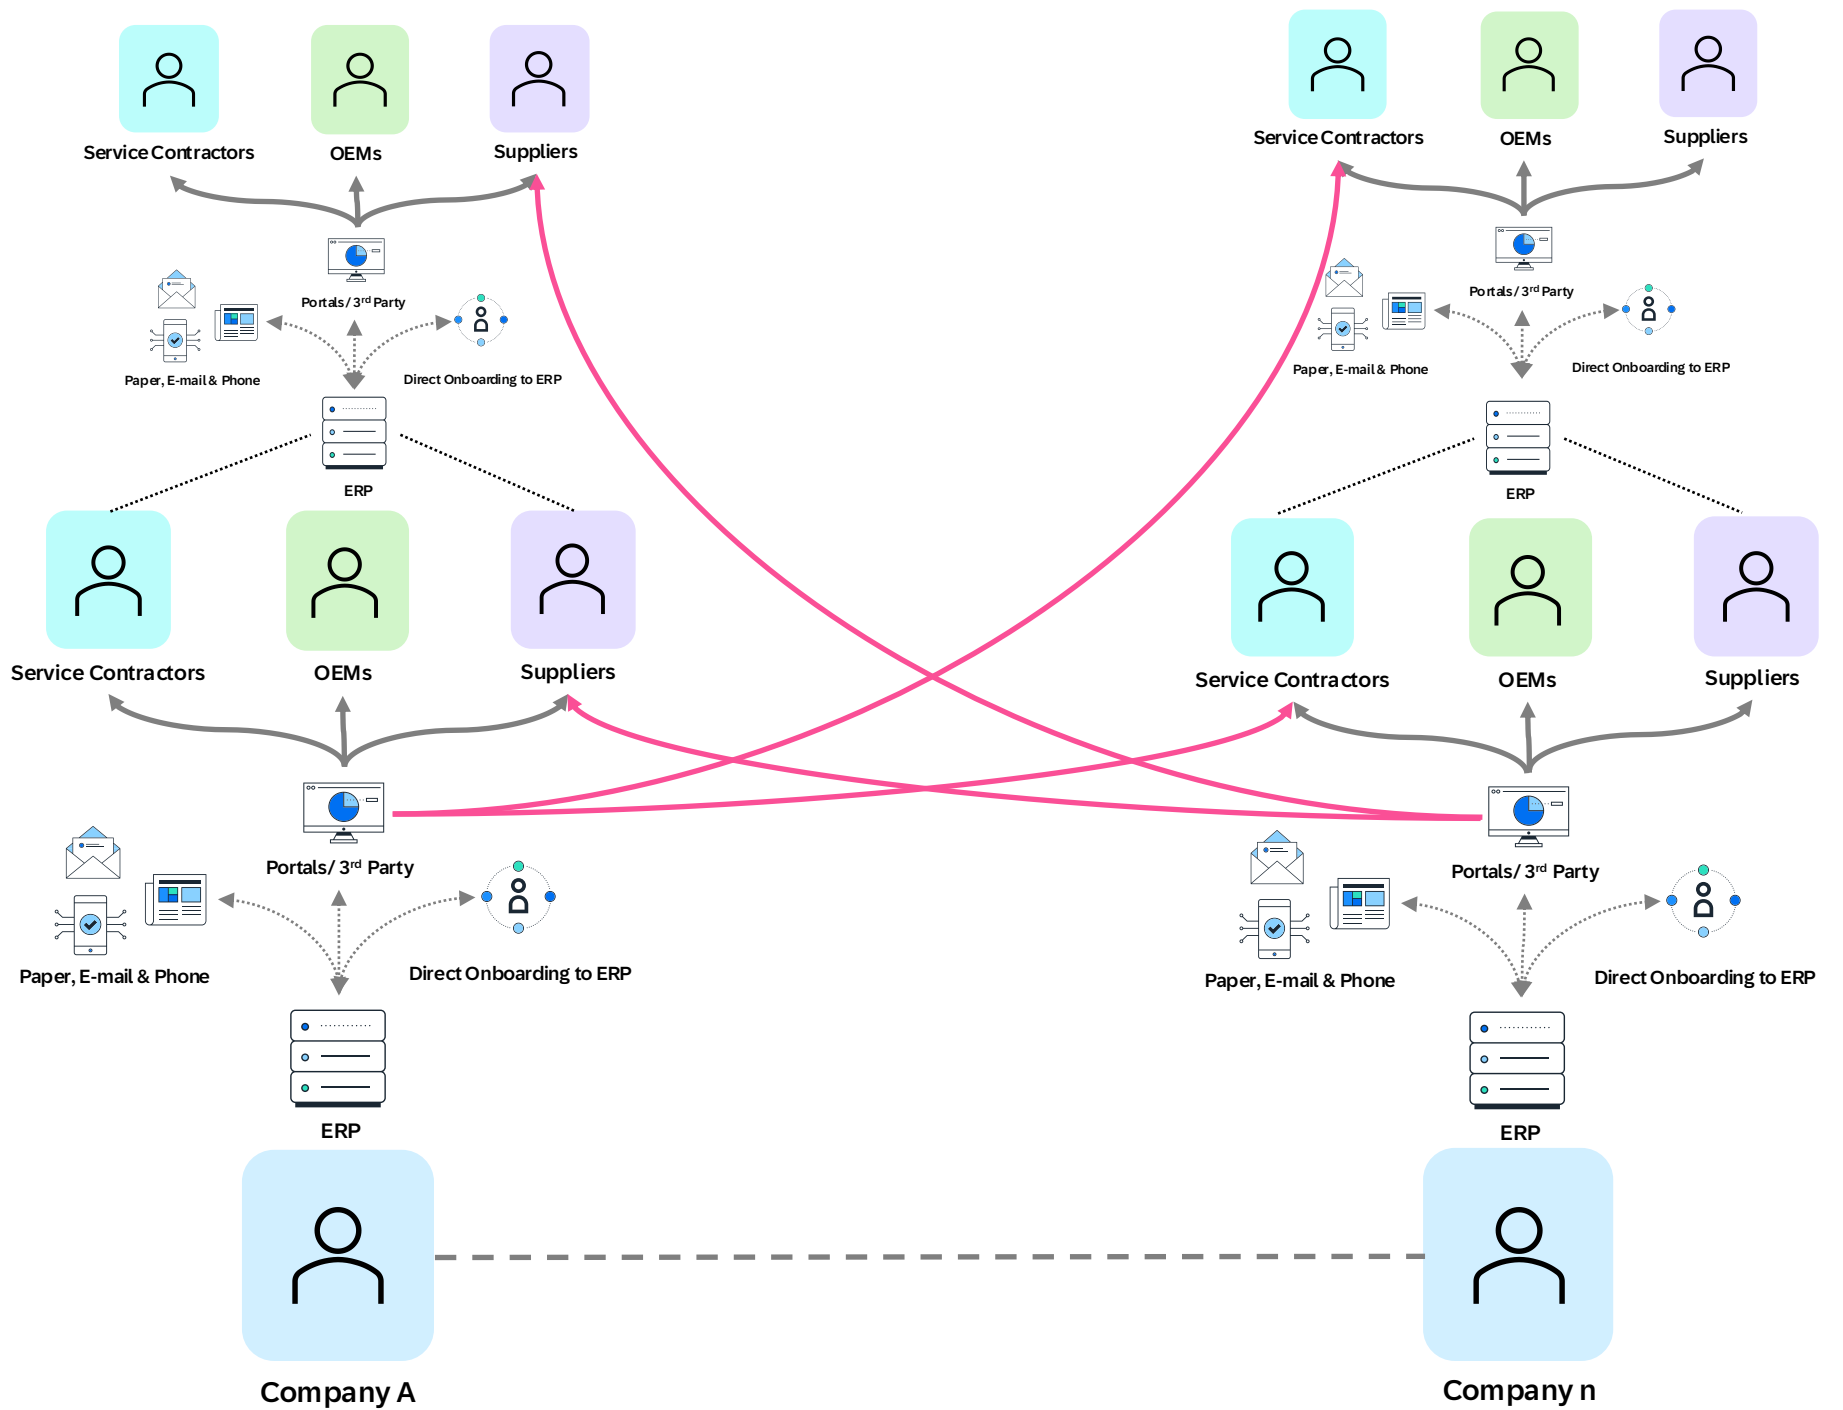 Service Contractors
OEMs
Suppliers
Portals/ 3rd Party
Paper, E-mail & Phone
Direct Onboarding to ERP
ERP
Service Contractors
OEMs
Suppliers
Portals/ 3rd Party
Paper, E-mail & Phone
Direct Onboarding to ERP
ERP
Company A
Service Contractors
OEMs
Suppliers
Portals/ 3rd Party
Paper, E-mail & Phone
Direct Onboarding to ERP
ERP
Service Contractors
OEMs
Suppliers
Portals/ 3rd Party
Paper, E-mail & Phone
Direct Onboarding to ERP
ERP
Company n